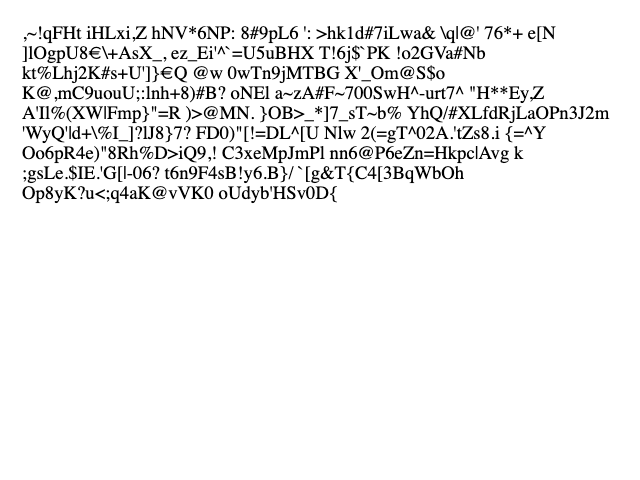 ,~!qFHt iHLxi,Z hNV*6NP: 8#9pL6 ': >hk1d#7iLwa& \q|@' 76*+ e[N
]lOgpU8€\+AsX_, ez_Ei'^`=U5uBHX T!6j$`PK !o2GVa#Nb
kt%Lhj2K#s+U']}€Q @w 0wTn9jMTBG X'_Om@S$o
K@,mC9uouU;:lnh+8)#B? oNEl a~zA#F~700SwH^-urt7^ "H**Ey,Z
A'Il%(XW|Fmp}"=R )>@MN. }OB>_*]7_sT~b% YhQ/#XLfdRjLaOPn3J2m
'WyQ'ld+\%I_]?lJ8}7? FD0)"[!=DL^[U Nlw 2(=gT^02A.'tZs8.i {=^Y
Oo6pR4e)"8Rh%D>iQ9,! C3xeMpJmPl nn6@P6eZn=Hkpc|Avg k
;gsLe.$IE.'G[l-06? t6n9F4sB!y6.B}/ `[g&T{C4[3BqWbOh
Op8yK?u<;q4aK@vVK0 oUdyb'HSv0D{